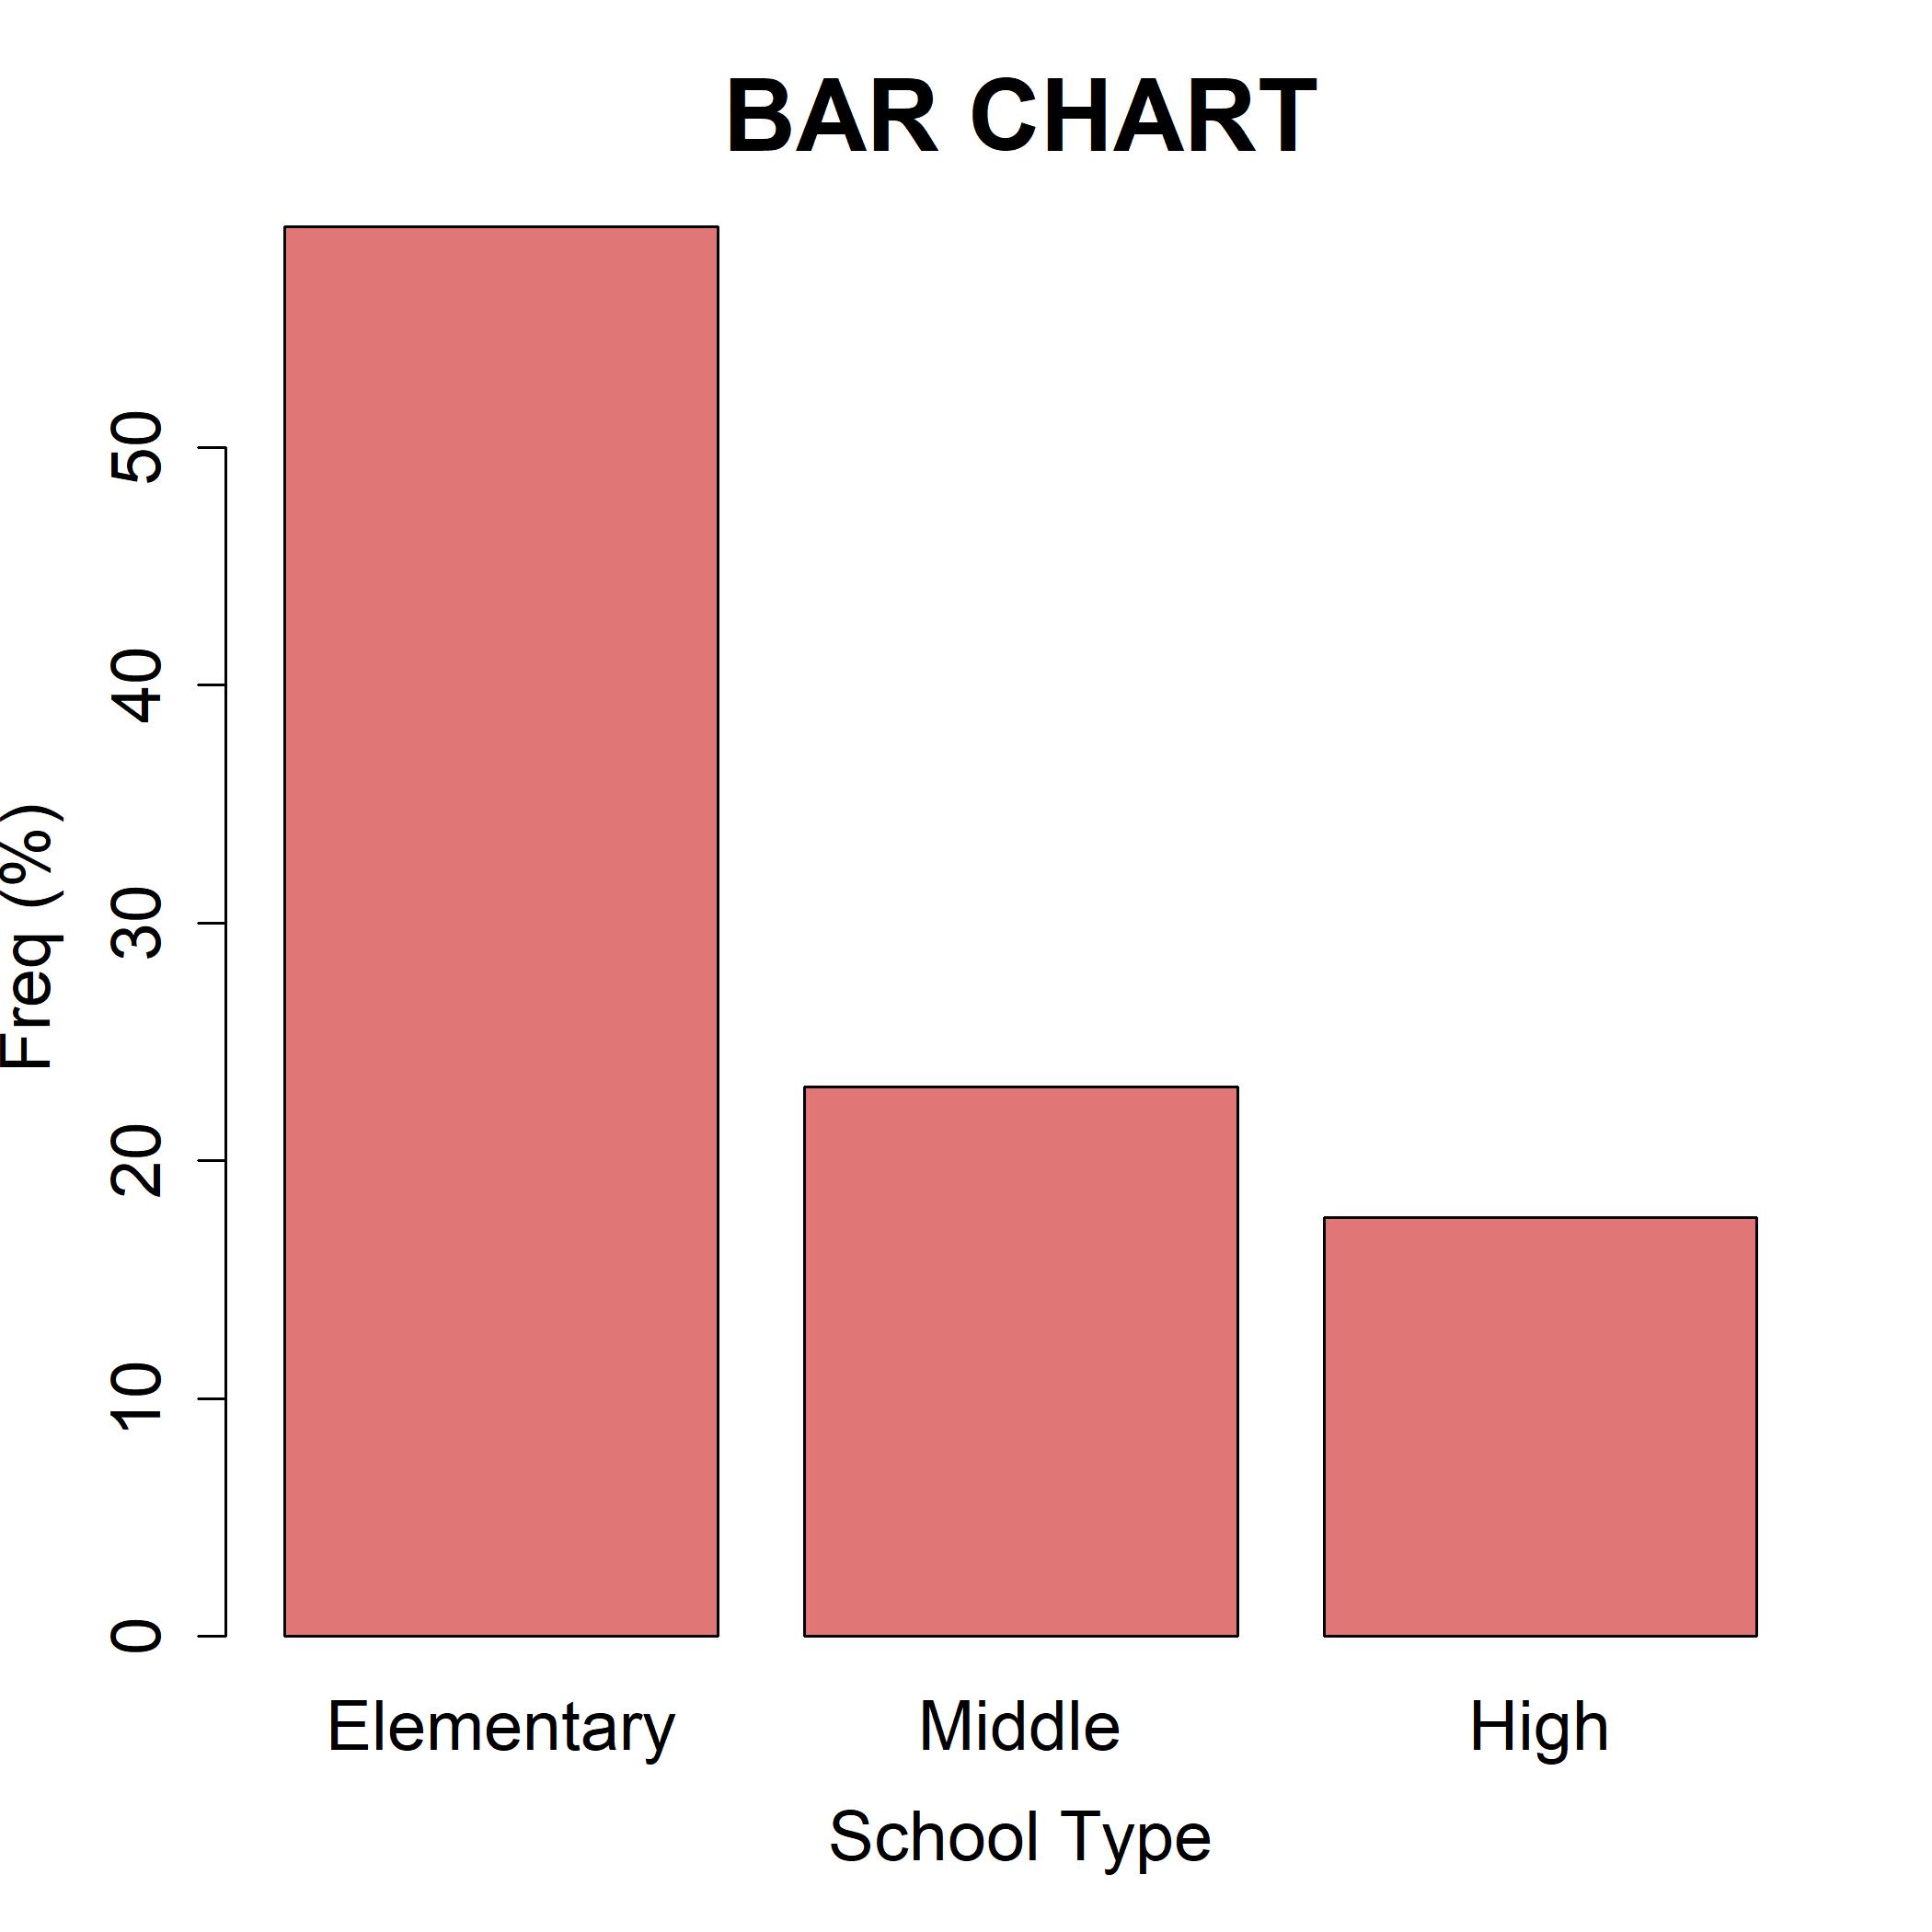 BAR CHART
Freq (%)
50
40
30
20
10
0
Elementary
Middle
High
School Type